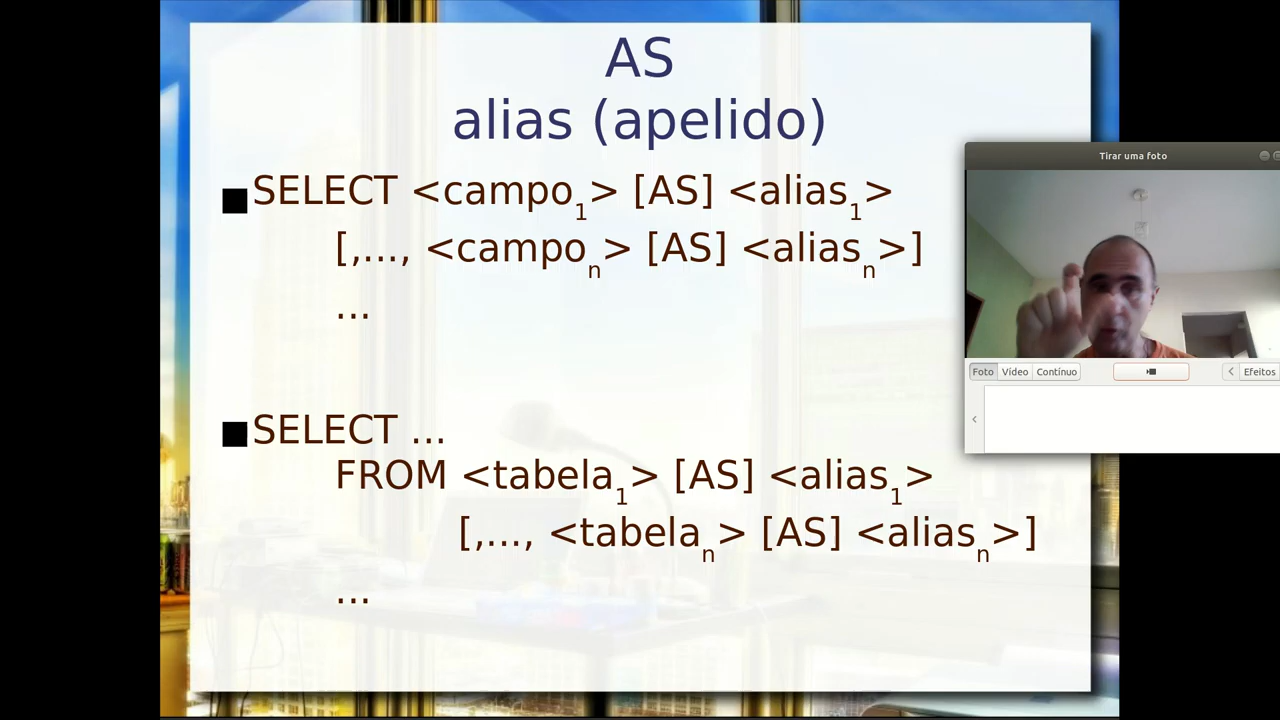 AS
alias (apelido)
SELECT <campo1> [AS] <alias1>
[,..., <campon> [AS] <aliasn>]
...
SELECT ...
FROM <tabela1> [AS] <alias1>
[,..., <tabelan> [AS] <aliasn>]
...
Tirar uma foto
Foto Vídeo Contínuo Efeitos